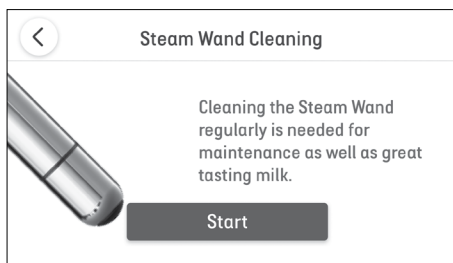 Steam Wand Cleaning
Cleaning the Steam Wand
regularly is needed for
maintenance as well as great
tasting milk.
Start